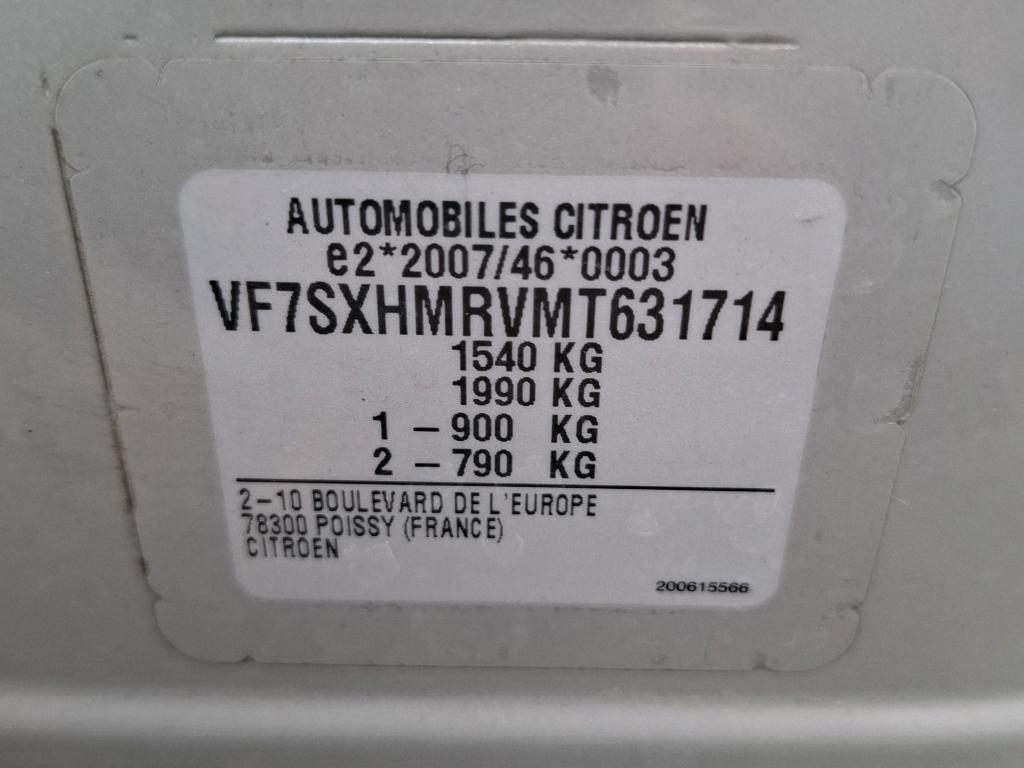 AUTOMOBILES CITROEN
e2*2007/46*0003
VF7SXHMRVMT631714
1540 KG
1990 KG
1 – 900 KG
2 – 790 KG
2–10 BOULEVARD DE L'EUROPE
78300 POISSY (FRANCE)
CITROEN
200615566